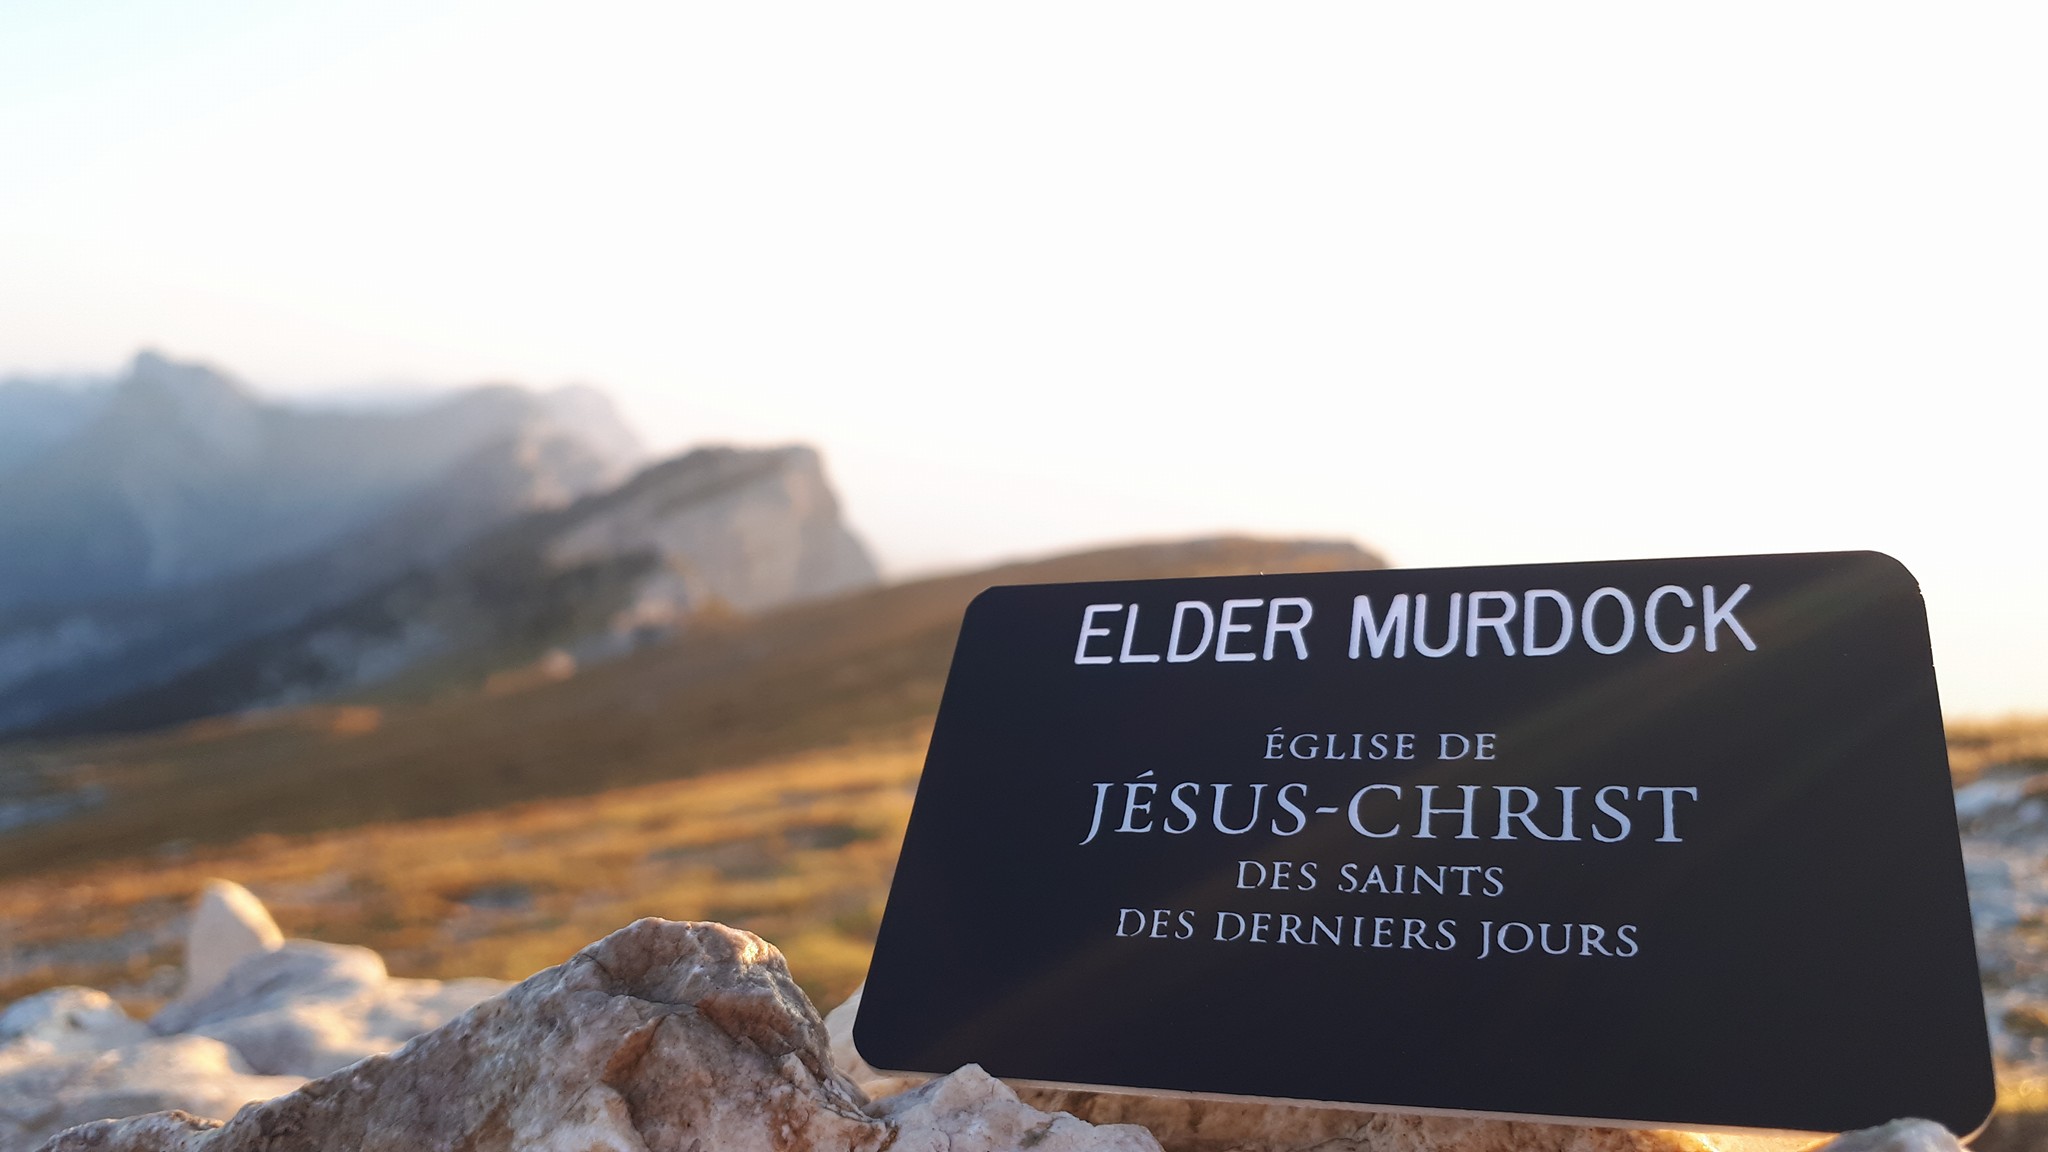 ELDER MURDOCK
ÉGLISE DE
JÉSUS-CHRIST
DES SAINTS
DES DERNIERS JOURS